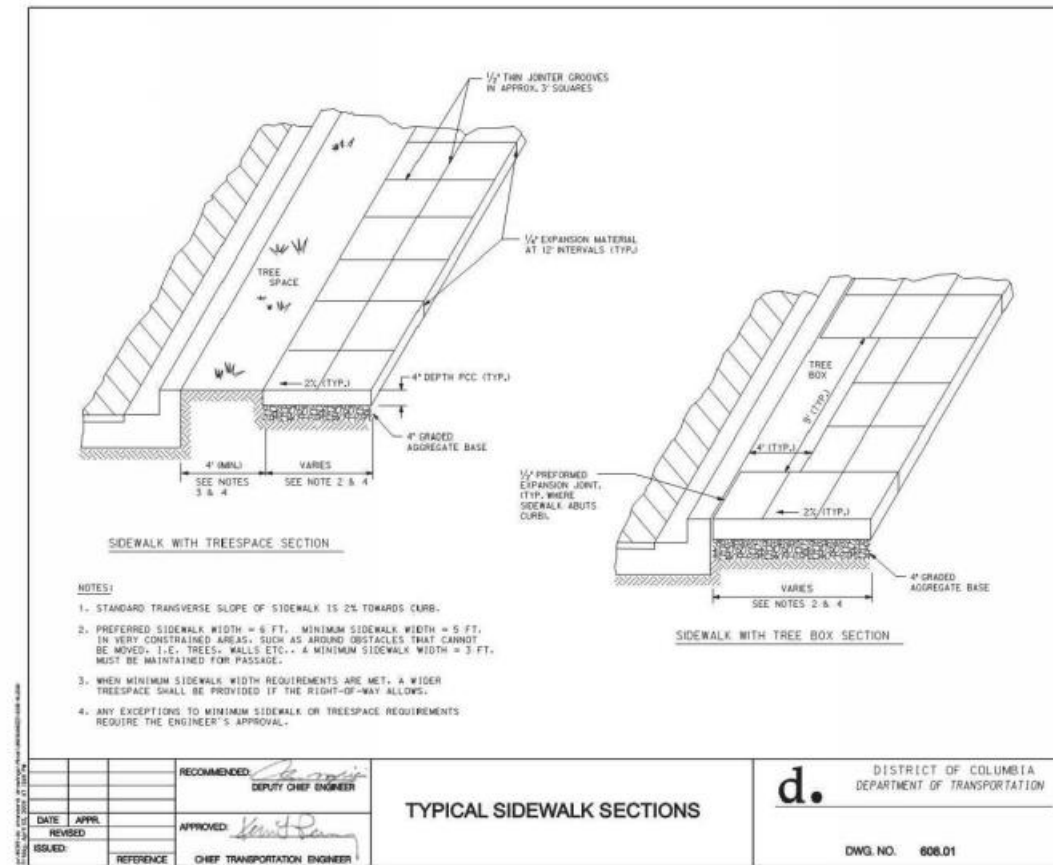 1/2" THIN JOINTER GROOVES
IN APPROX. 3' SQUARES
1/4" EXPANSION MATERIAL
AT 12' INTERVALS (TYP.)
TREE
SPACE
2% (TYP.)
4" DEPTH PCC (TYP.)
4" GRADED
AGGREGATE BASE
4' (MIN.)
SEE NOTES
3 & 4
VARIES
SEE NOTE 2 & 4
SIDEWALK WITH TREESPACE SECTION
TREE
BOX
9' (TYP.)
4' (TYP.)
1/2" PREFORMED
EXPANSION JOINT,
(TYP. WHERE
SIDEWALK ABUTS
CURB).
2% (TYP.)
4" GRADED
AGGREGATE BASE
VARIES
SEE NOTES 2 & 4
SIDEWALK WITH TREE BOX SECTION
NOTES:
1. STANDARD TRANSVERSE SLOPE OF SIDEWALK IS 2% TOWARDS CURB.
2. PREFERRED SIDEWALK WIDTH = 6 FT. MINIMUM SIDEWALK WIDTH = 5 FT.
IN VERY CONSTRAINED AREAS, SUCH AS AROUND OBSTACLES THAT CANNOT
BE MOVED, I.E. TREES, WALLS ETC., A MINIMUM SIDEWALK WIDTH = 3 FT.
MUST BE MAINTAINED FOR PASSAGE.
3. WHEN MINIMUM SIDEWALK WIDTH REQUIREMENTS ARE MET, A WIDER
TREESPACE SHALL BE PROVIDED IF THE RIGHT-OF-WAY ALLOWS.
4. ANY EXCEPTIONS TO MINIMUM SIDEWALK OR TREESPACE REQUIREMENTS
REQUIRE THE ENGINEER'S APPROVAL.
DATE APPR.
REVISED
ISSUED:
REFERENCE
RECOMMENDED:
DEPUTY CHIEF ENGINEER
APPROVED:
CHIEF TRANSPORTATION ENGINEER
TYPICAL SIDEWALK SECTIONS
d.
DISTRICT OF COLUMBIA
DEPARTMENT OF TRANSPORTATION
DWG. NO. 608.01